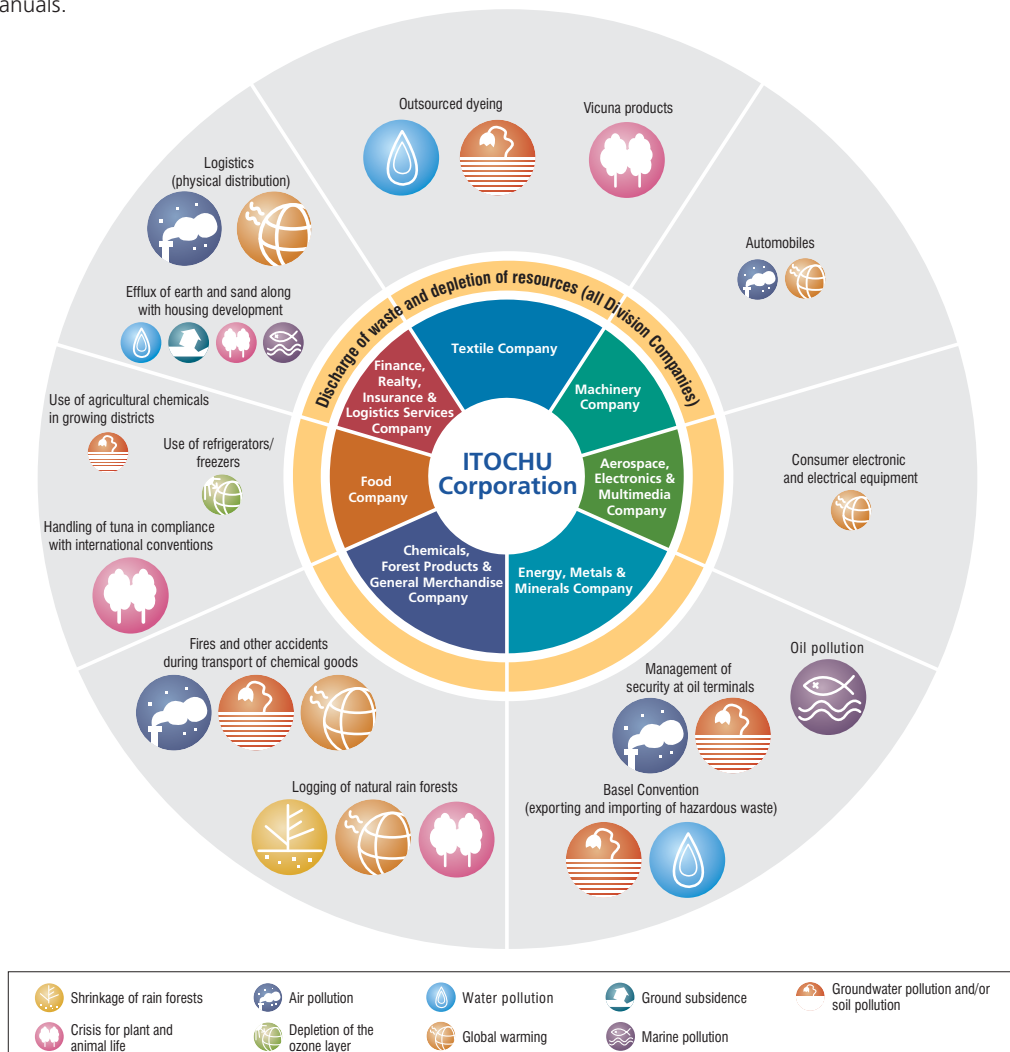 anuals.
Outsourced dyeing
Vicuna products
Logistics
(physical distribution)
Automobiles
Efflux of earth and sand along
with housing development
Discharge of waste and depletion of resources (all Division Companies)
Textile Company
Finance,
Realty,
Insurance &
Logistics Services
Company
Machinery
Company
Use of agricultural chemicals
in growing districts
Use of refrigerators/
freezers
ITOCHU
Corporation
Food
Company
Aerospace,
Electronics &
Multimedia
Company
Consumer electronic
and electrical equipment
Handling of tuna in compliance
with international conventions
Chemicals,
Forest Products &
General Merchandise
Company
Energy, Metals &
Minerals Company
Fires and other accidents
during transport of chemical goods
Management of
security at oil terminals
Oil pollution
Logging of natural rain forests
Basel Convention
(exporting and importing of hazardous waste)
Shrinkage of rain forests
Air pollution
Water pollution
Ground subsidence
Groundwater pollution and/or
soil pollution
Crisis for plant and
animal life
Depletion of the
ozone layer
Global warming
Marine pollution